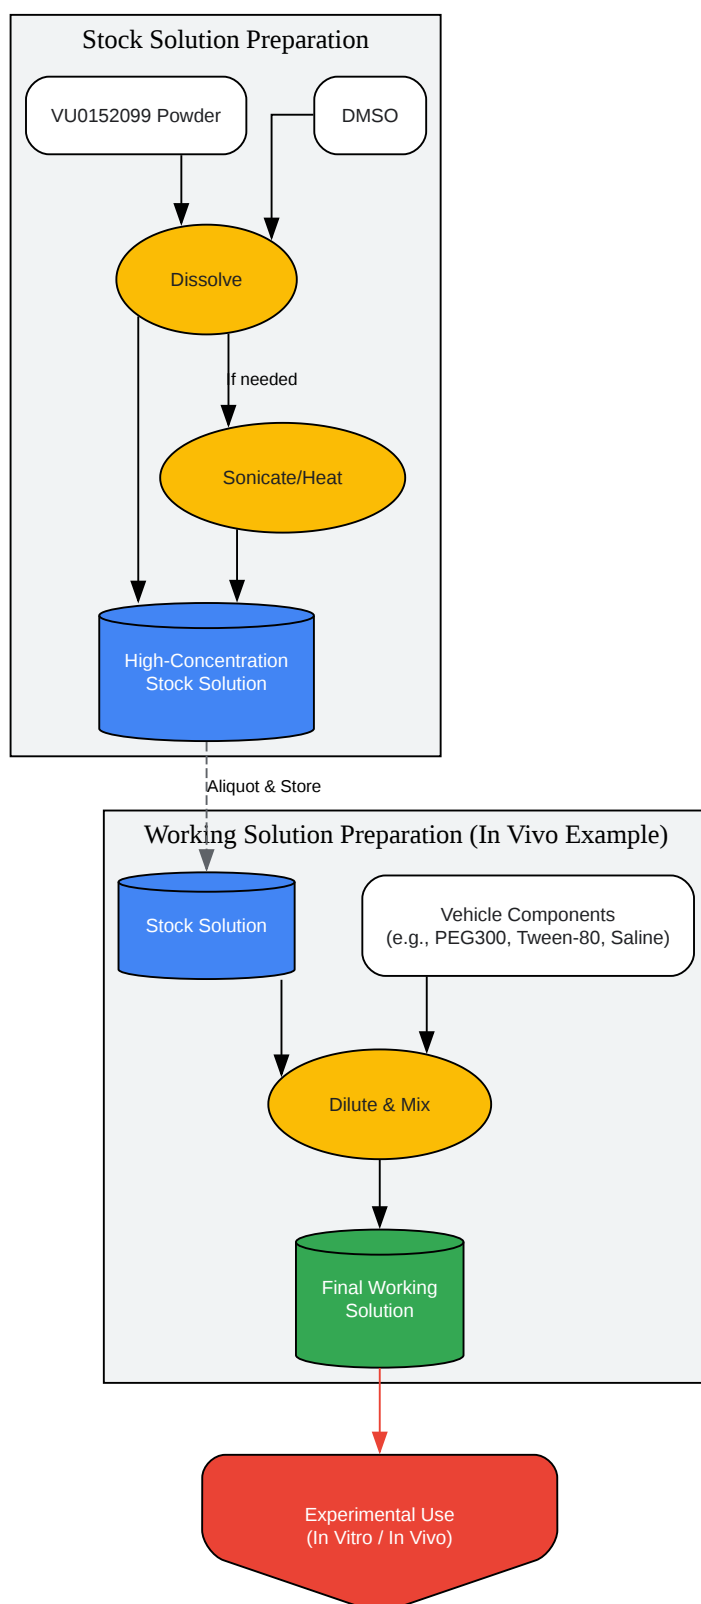 Stock Solution Preparation
VU0152099 Powder
DMSO
Dissolve
If needed
Sonicate/Heat
High-Concentration
Stock Solution
Aliquot & Store
Working Solution Preparation (In Vivo Example)
Stock Solution
Vehicle Components
(e.g., PEG300, Tween-80, Saline)
Dilute & Mix
Final Working
Solution
Experimental Use
(In Vitro / In Vivo)